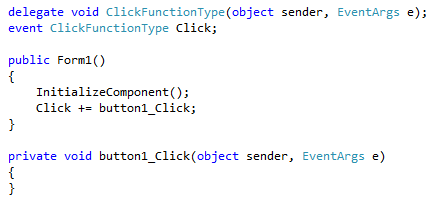 delegate void ClickFunctionType(object sender, EventArgs e);
event ClickFunctionType Click;
public Form1()
{
InitializeComponent();
Click += button1_Click;
}
private void button1_Click(object sender, EventArgs e)
{
}